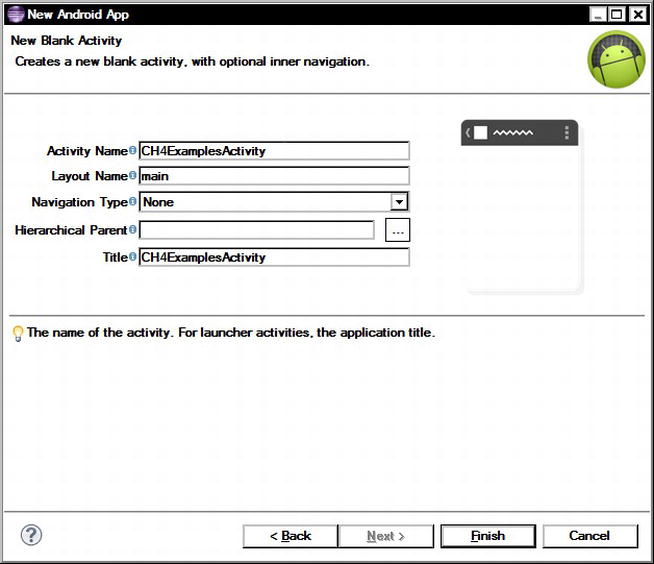 New Android App
New Blank Activity
Creates a new blank activity, with optional inner navigation.
Activity Name CH4ExamplesActivity
Layout Name main
Navigation Type None
Hierarchical Parent ...
Title CH4ExamplesActivity
The name of the activity. For launcher activities, the application title.
< Back Next > Finish Cancel